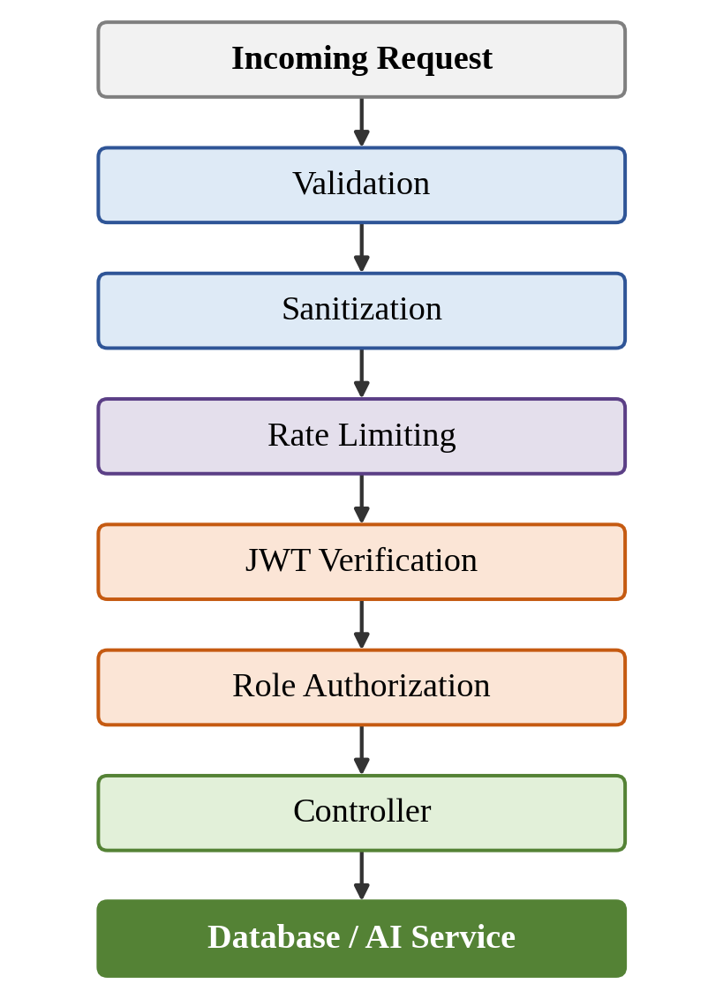 Incoming Request
Validation
Sanitization
Rate Limiting
JWT Verification
Role Authorization
Controller
Database / AI Service